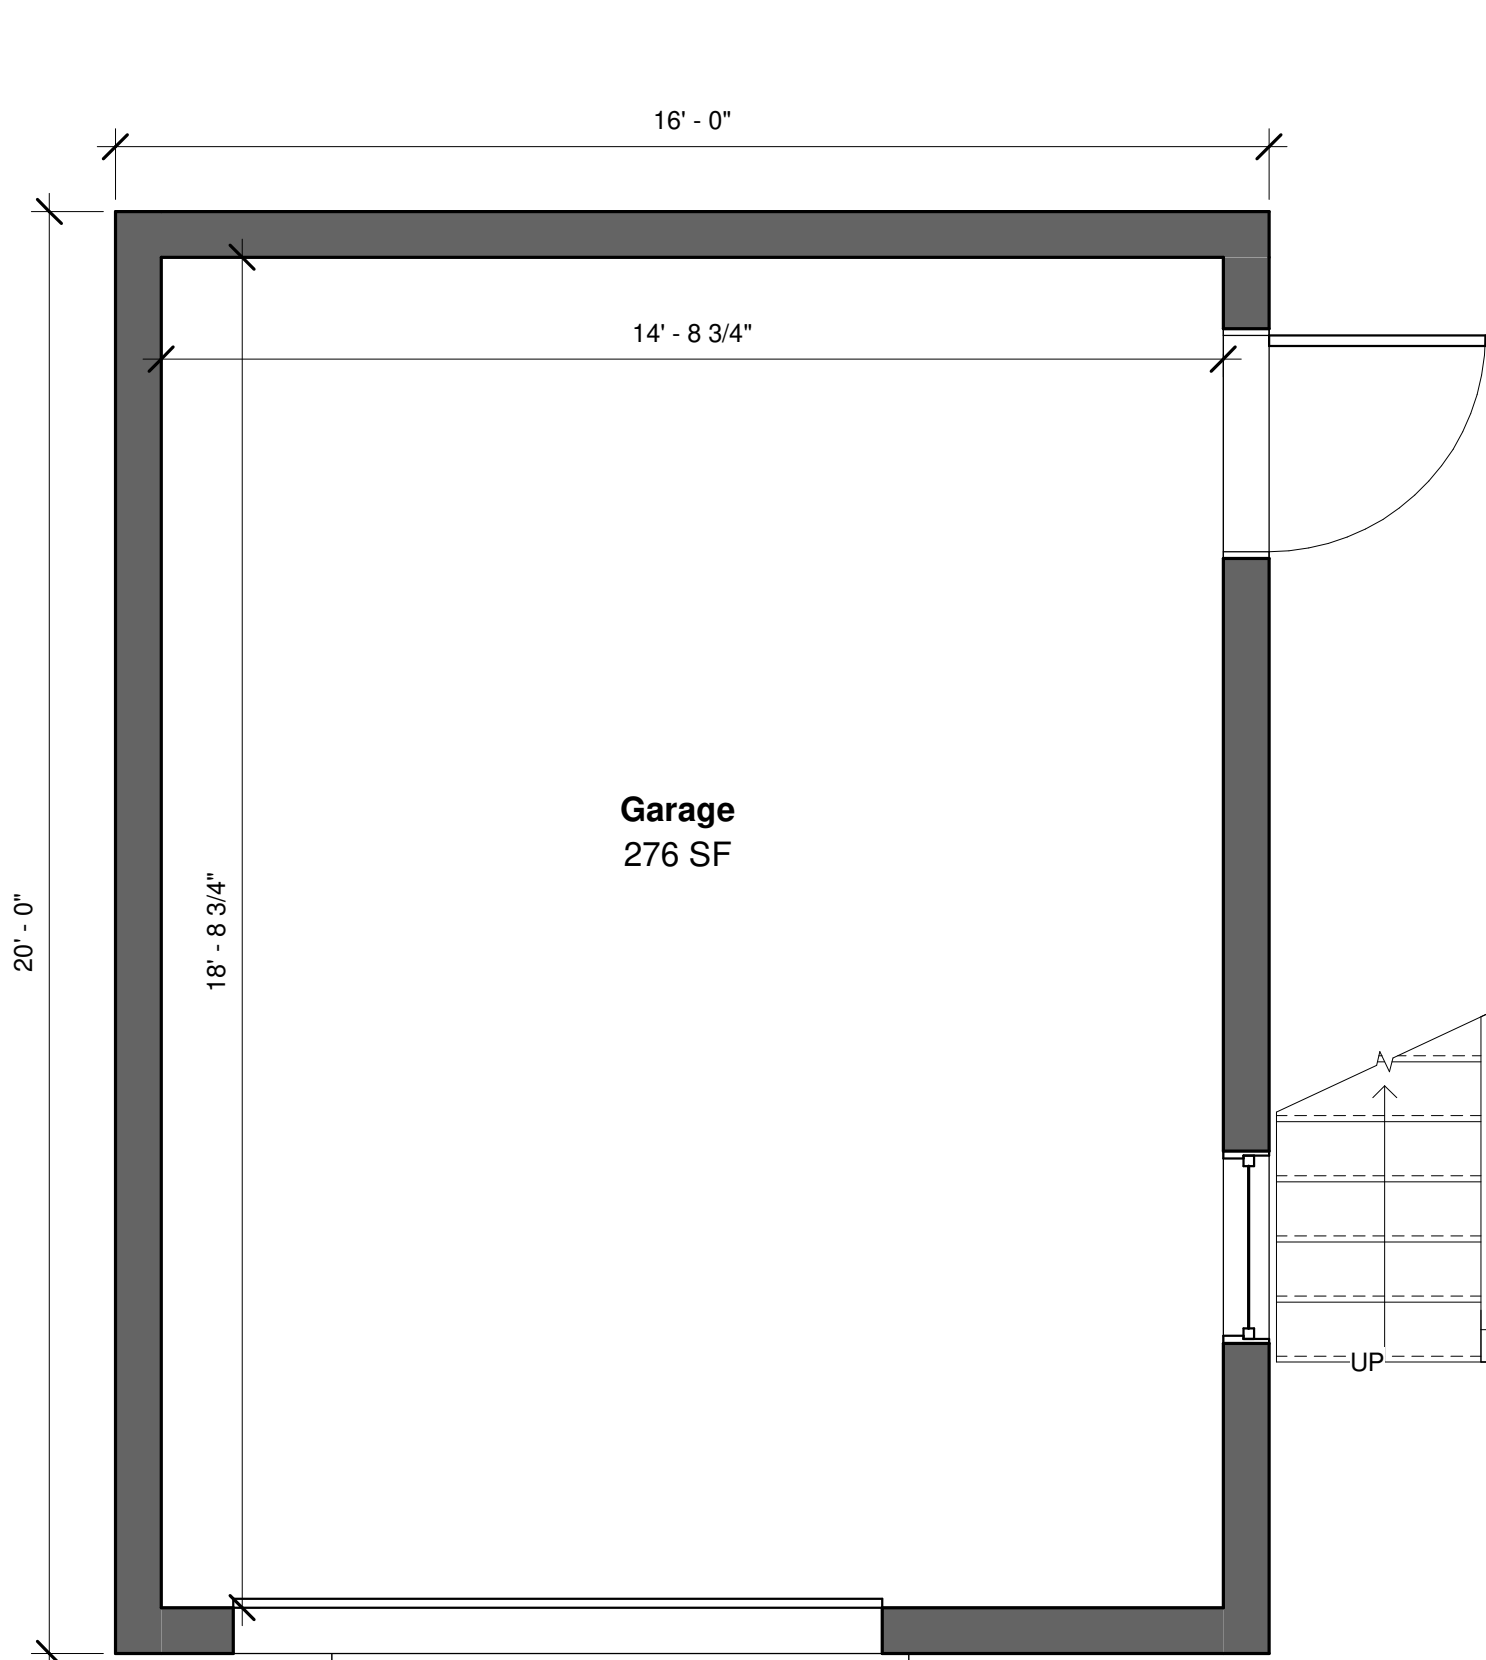 16' - 0"
14' - 8 3/4"
Garage
276 SF
18' - 8 3/4"
20' - 0"
UP